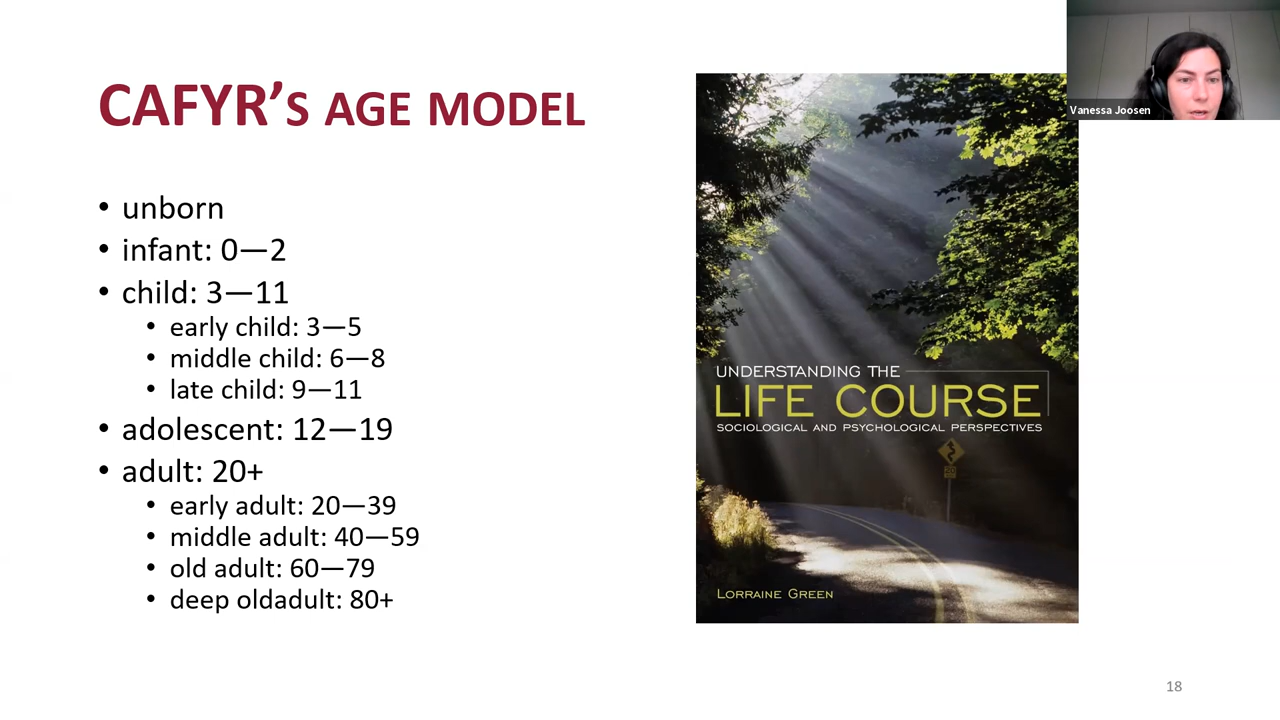 CAFYR’S AGE MODEL
• unborn
• infant: 0—2
• child: 3—11
• early child: 3—5
• middle child: 6—8
• late child: 9—11
• adolescent: 12—19
• adult: 20+
• early adult: 20—39
• middle adult: 40—59
• old adult: 60—79
• deep oldadult: 80+
UNDERSTANDING THE
LIFE COURSE
SOCIOLOGICAL AND PSYCHOLOGICAL PERSPECTIVES
LORRAINE GREEN
Vanessa Joosen
18